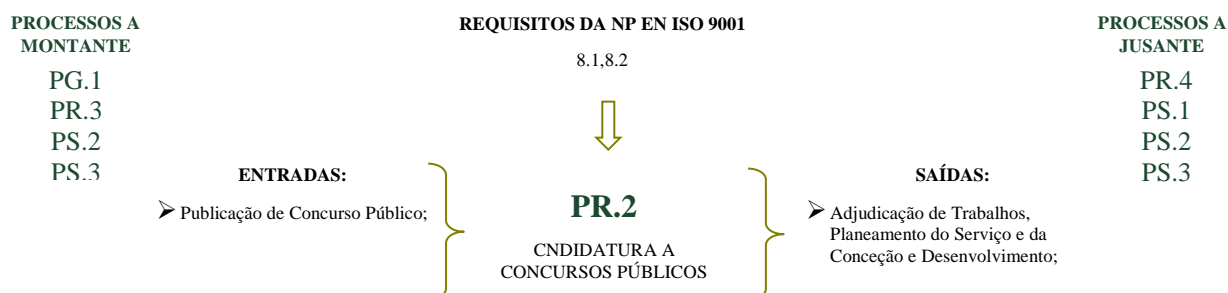 PROCESSOS A
MONTANTE
PG.1
PR.3
PS.2
PS.3
REQUISITOS DA NP EN ISO 9001
8.1,8.2
PROCESSOS A
JUSANTE
PR.4
PS.1
PS.2
PS.3
ENTRADAS:
➢ Publicação de Concurso Público;
PR.2
CNDIDATURA A
CONCURSOS PÚBLICOS
SAÍDAS:
➢ Adjudicação de Trabalhos,
Planeamento do Serviço e da
Conceção e Desenvolvimento;